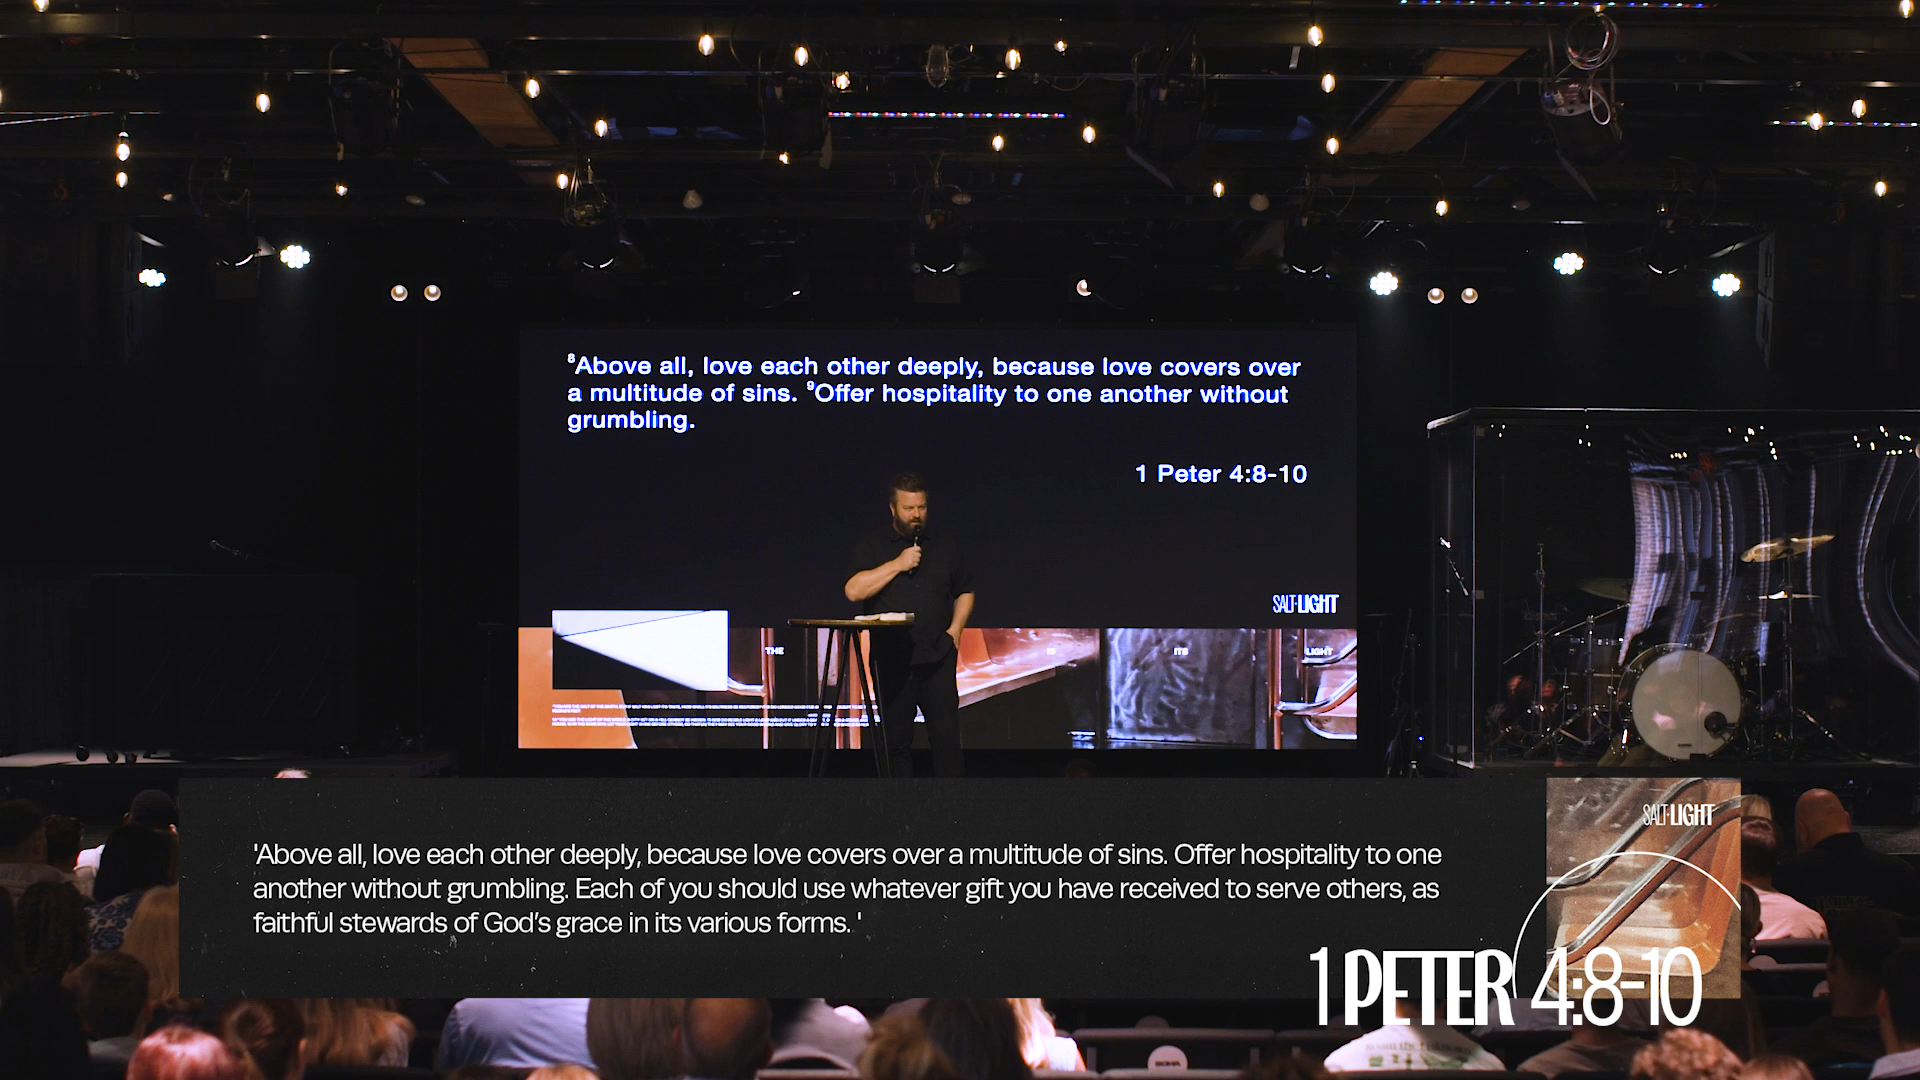 ⁸Above all, love each other deeply, because love covers over
a multitude of sins. ⁹Offer hospitality to one another without
grumbling.
1 Peter 4:8-10
SALT+LIGHT
THE
IS
ITS
LIGHT
SALT+LIGHT
'Above all, love each other deeply, because love covers over a multitude of sins. Offer hospitality to one
another without grumbling. Each of you should use whatever gift you have received to serve others, as
faithful stewards of God's grace in its various forms. '
1 PETER 4:8-10